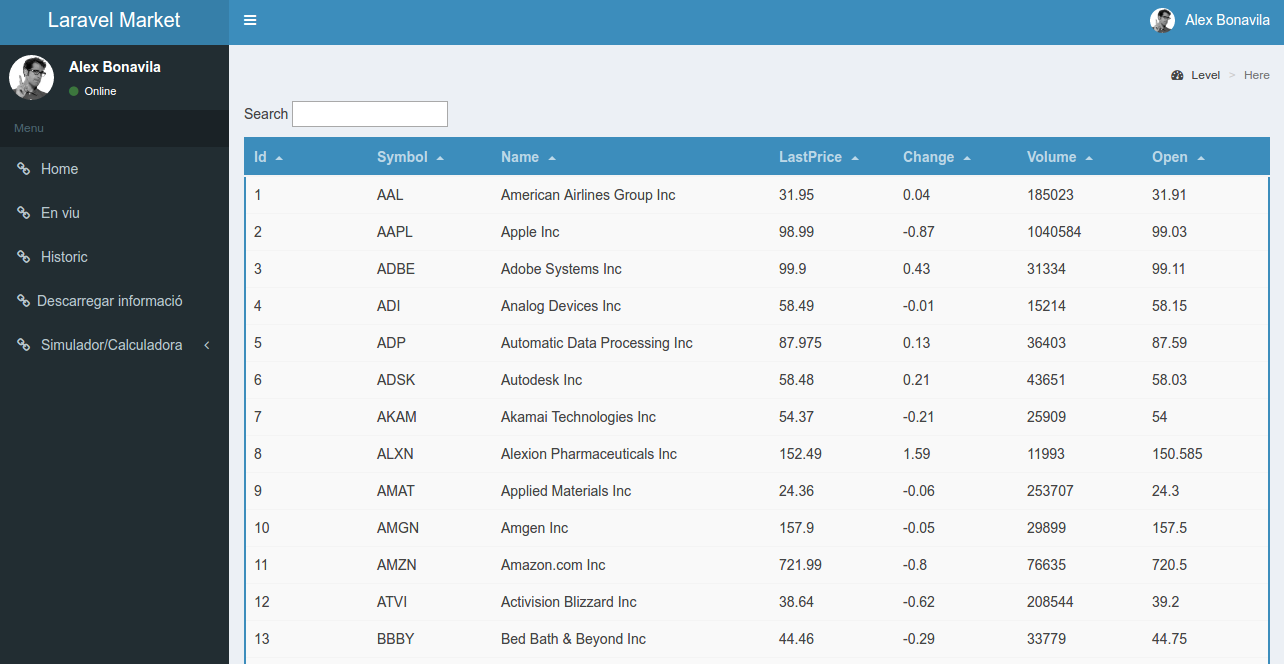 Laravel Market
Alex Bonavila
Alex Bonavila
Online
Menu
Home
En viu
Historic
Descarregar informació
Simulador/Calculadora
Level > Here
Search
Id Symbol Name LastPrice Change Volume Open
1 AAL American Airlines Group Inc 31.95 0.04 185023 31.91
2 AAPL Apple Inc 98.99 -0.87 1040584 99.03
3 ADBE Adobe Systems Inc 99.9 0.43 31334 99.11
4 ADI Analog Devices Inc 58.49 -0.01 15214 58.15
5 ADP Automatic Data Processing Inc 87.975 0.13 36403 87.59
6 ADSK Autodesk Inc 58.48 0.21 43651 58.03
7 AKAM Akamai Technologies Inc 54.37 -0.21 25909 54
8 ALXN Alexion Pharmaceuticals Inc 152.49 1.59 11993 150.585
9 AMAT Applied Materials Inc 24.36 -0.06 253707 24.3
10 AMGN Amgen Inc 157.9 -0.05 29899 157.5
11 AMZN Amazon.com Inc 721.99 -0.8 76635 720.5
12 ATVI Activision Blizzard Inc 38.64 -0.62 208544 39.2
13 BBBY Bed Bath & Beyond Inc 44.46 -0.29 33779 44.75